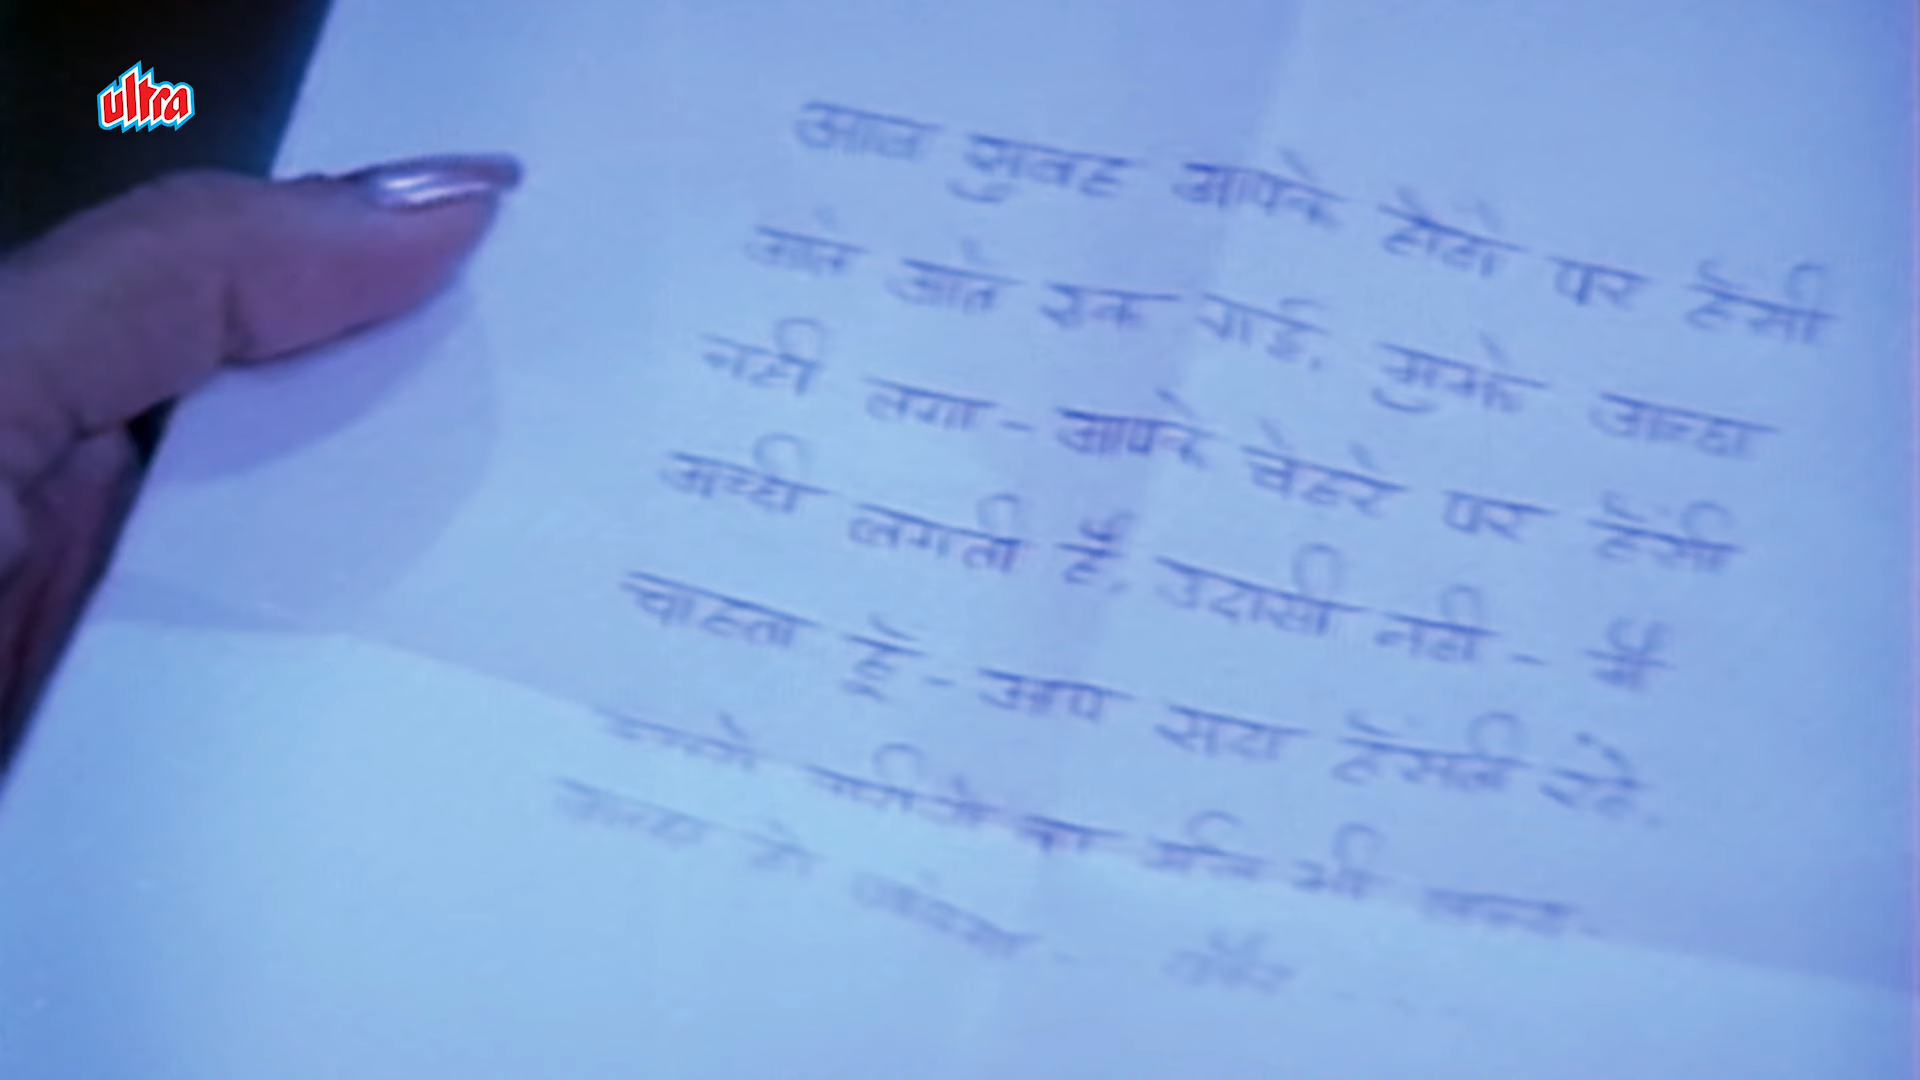 ultra
आज सुबह आपके होठों पर हँसी
आते आते रुक गई, मुझे अच्छा
नही लगा - आपके चेहरे पर हँसी
अच्छी लगती है, उदासी नही - मैं
चाहता हूँ - आप सदा हँसती रहे.
का भी
हो